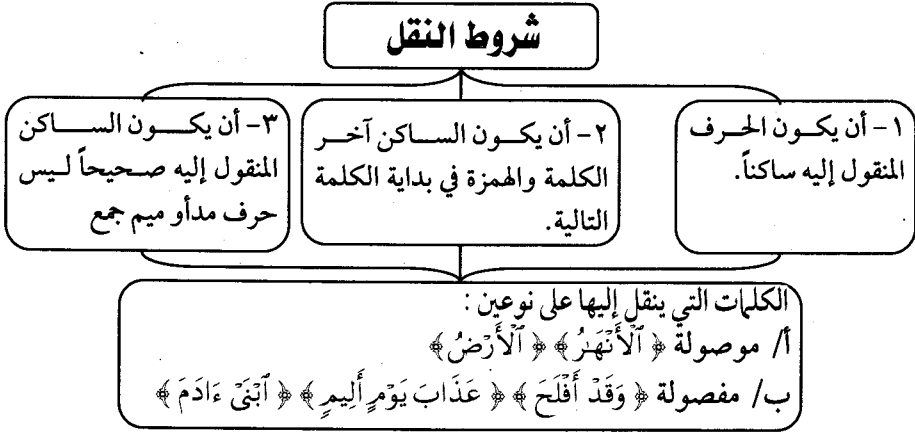 شروط النقل
١- أن يكون الحرف
المنقول إليه ساكناً.
٢- أن يكون الساكن آخر
الكلمة والهمزة في بداية الكلمة
التالية.
٣- أن يكون الساكن
المنقول إليه صحيحاً ليس
حرف مدأو ميم جمع
الكلمات التي ينقل إليها على نوعين :
أ/ موصولة ﴿ ٱلْأَنْهَٰرُ ﴾ ﴿ ٱلْأَرْضُ ﴾
ب/ مفصولة ﴿ وَقَدْ أَفْلَحَ ﴾ ﴿ عَذَابَ يَوْمٍ أَلِيمٍ ﴾ ﴿ ٱبْنَىْ ءَادَمَ ﴾